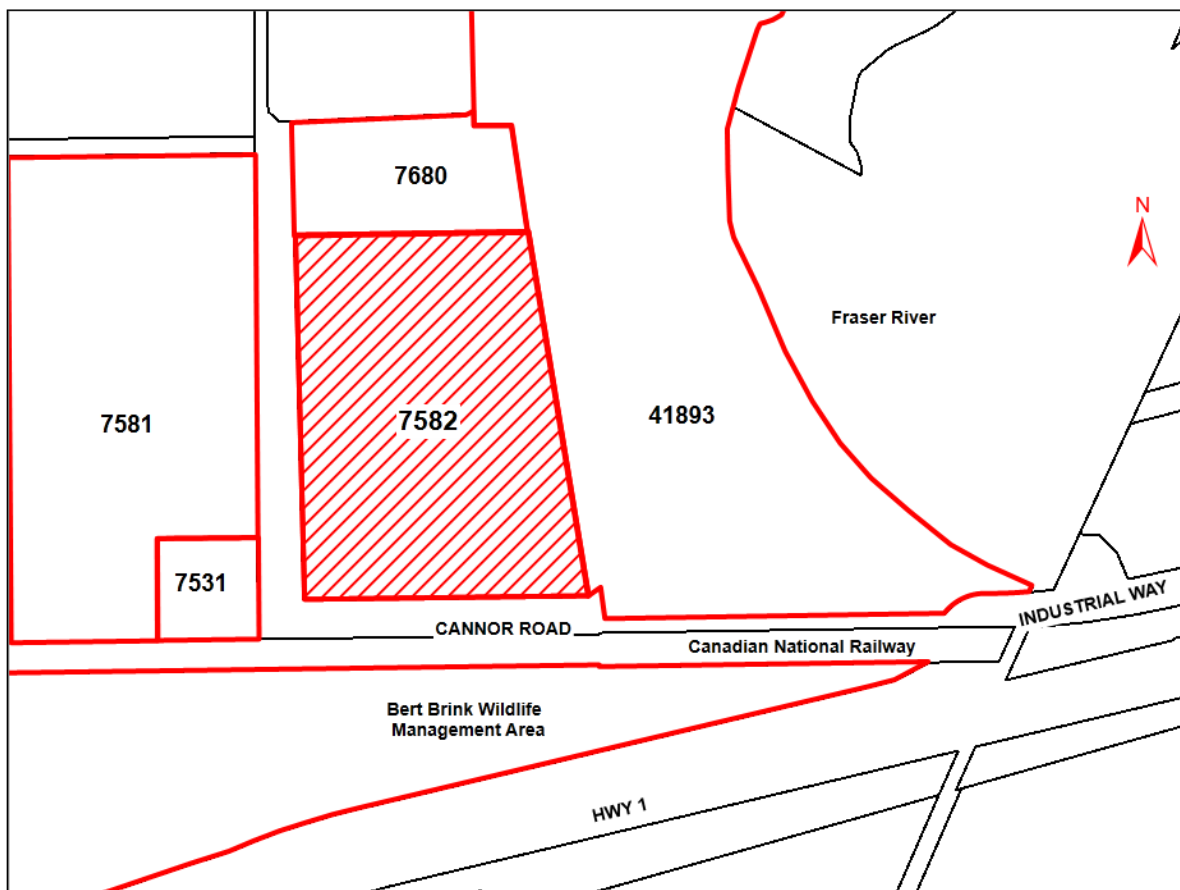 7680
N
Fraser River
7581
7582
41893
7531
INDUSTRIAL WAY
CANNOR ROAD
Canadian National Railway
Bert Brink Wildlife
Management Area
HWY 1